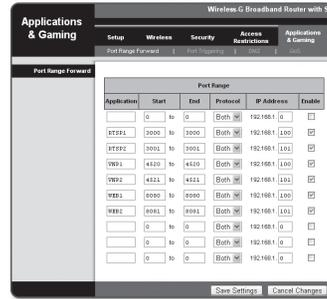 Wireless-G Broadband Router with
Applications & Gaming
Setup Wireless Security Access Restrictions Applications & Gaming
Port Range Forward | Port Triggering | DMZ | QoS
Port Range Forward
Port Range
Application Start End Protocol IP Address Enable
0 to 0 Both 192.168.1. 0
RTSP1 3000 to 3000 Both 192.168.1. 100
RTSP2 3001 to 3001 Both 192.168.1. 101
VNP1 4520 to 4520 Both 192.168.1. 100
VNP2 4521 to 4521 Both 192.168.1. 101
WEB1 8080 to 8080 Both 192.168.1. 100
WEB2 8081 to 8081 Both 192.168.1. 101
0 to 0 Both 192.168.1. 0
0 to 0 Both 192.168.1. 0
0 to 0 Both 192.168.1. 0
Save Settings Cancel Changes